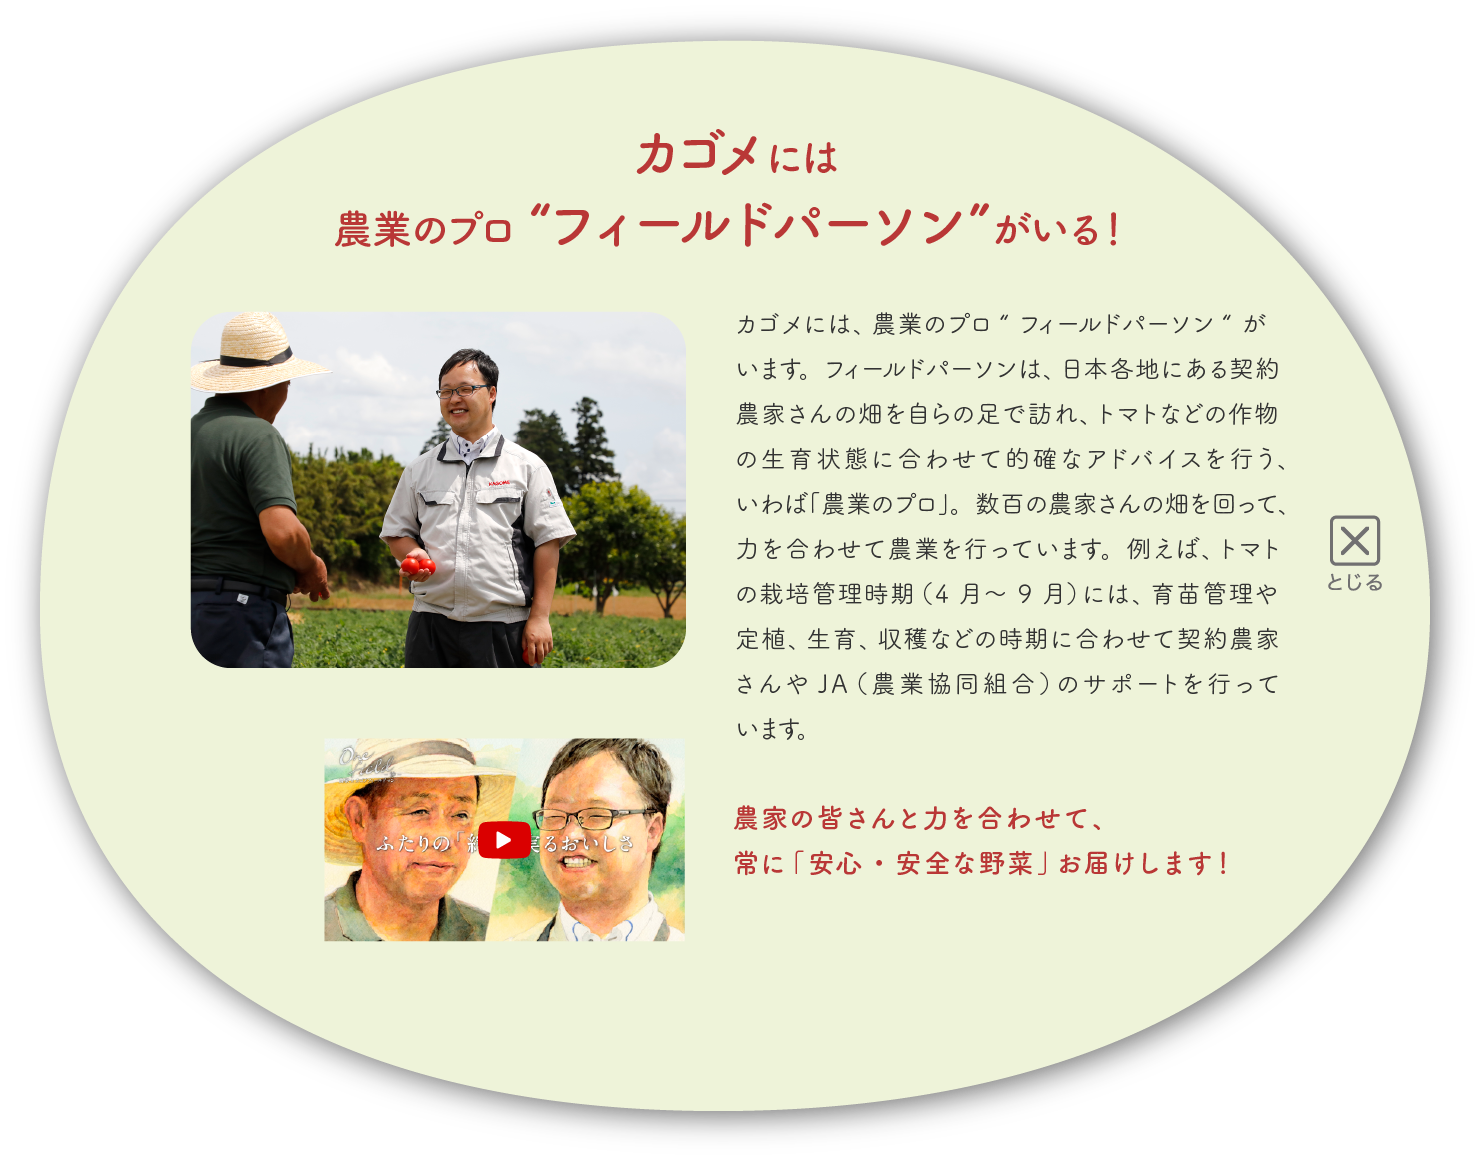 カゴメには
農業のプロ“フィールドパーソン”がいる!
カゴメには、農業のプロ“ フィールドパーソン “ が
います。フィールドパーソンは、日本各地にある契約
農家さんの畑を自らの足で訪れ、トマトなどの作物
の生育状態に合わせて的確なアドバイスを行う、
いわば「農業のプロ」。数百の農家さんの畑を回って、
力を合わせて農業を行っています。例えば、トマト
の栽培管理時期(4 月〜 9 月)には、育苗管理や
定植、生育、収穫などの時期に合わせて契約農家
さんや JA(農業協同組合)のサポートを行って
います。
KAGOME
One
Field
ふたりの「 実るおいしさ
農家の皆さんと力を合わせて、
常に「安心・安全な野菜」お届けします!
とじる